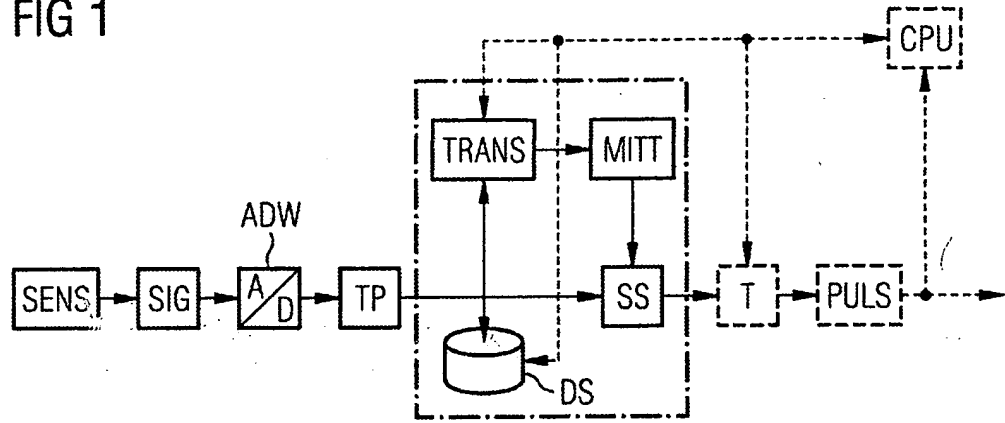 FIG 1
CPU
TRANS
MITT
ADW
SENS
SIG
A
D
TP
SS
T
PULS
DS